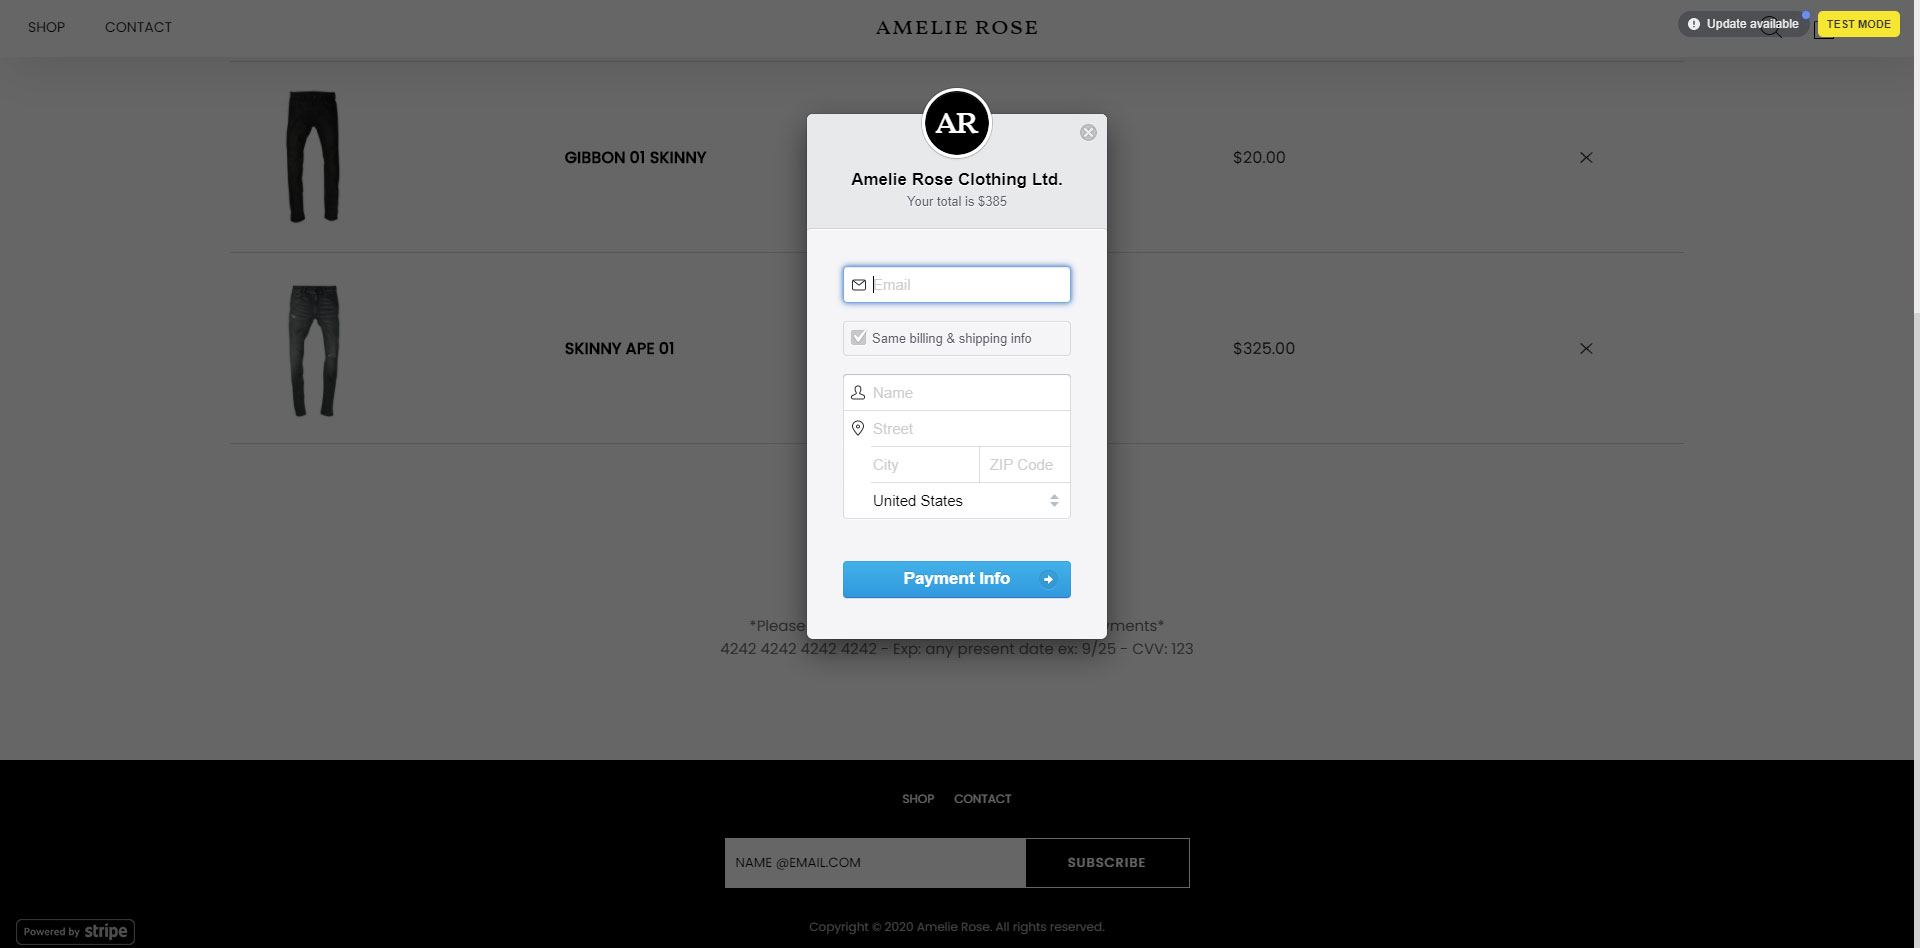 SHOP CONTACT AMELIE ROSE Update available TEST MODE
AR
Amelie Rose Clothing Ltd.
Your total is $385
GIBBON 01 SKINNY $20.00
Email
Same billing & shipping info
SKINNY APE 01 $325.00
Name
Street
City ZIP Code
United States
Payment Info
*Please ments*
4242 4242 4242 4242 - Exp: any present date ex: 9/25 - CVV: 123
SHOP CONTACT
NAME @EMAIL.COM SUBSCRIBE
Powered by stripe
Copyright © 2020 Amelie Rose. All rights reserved.